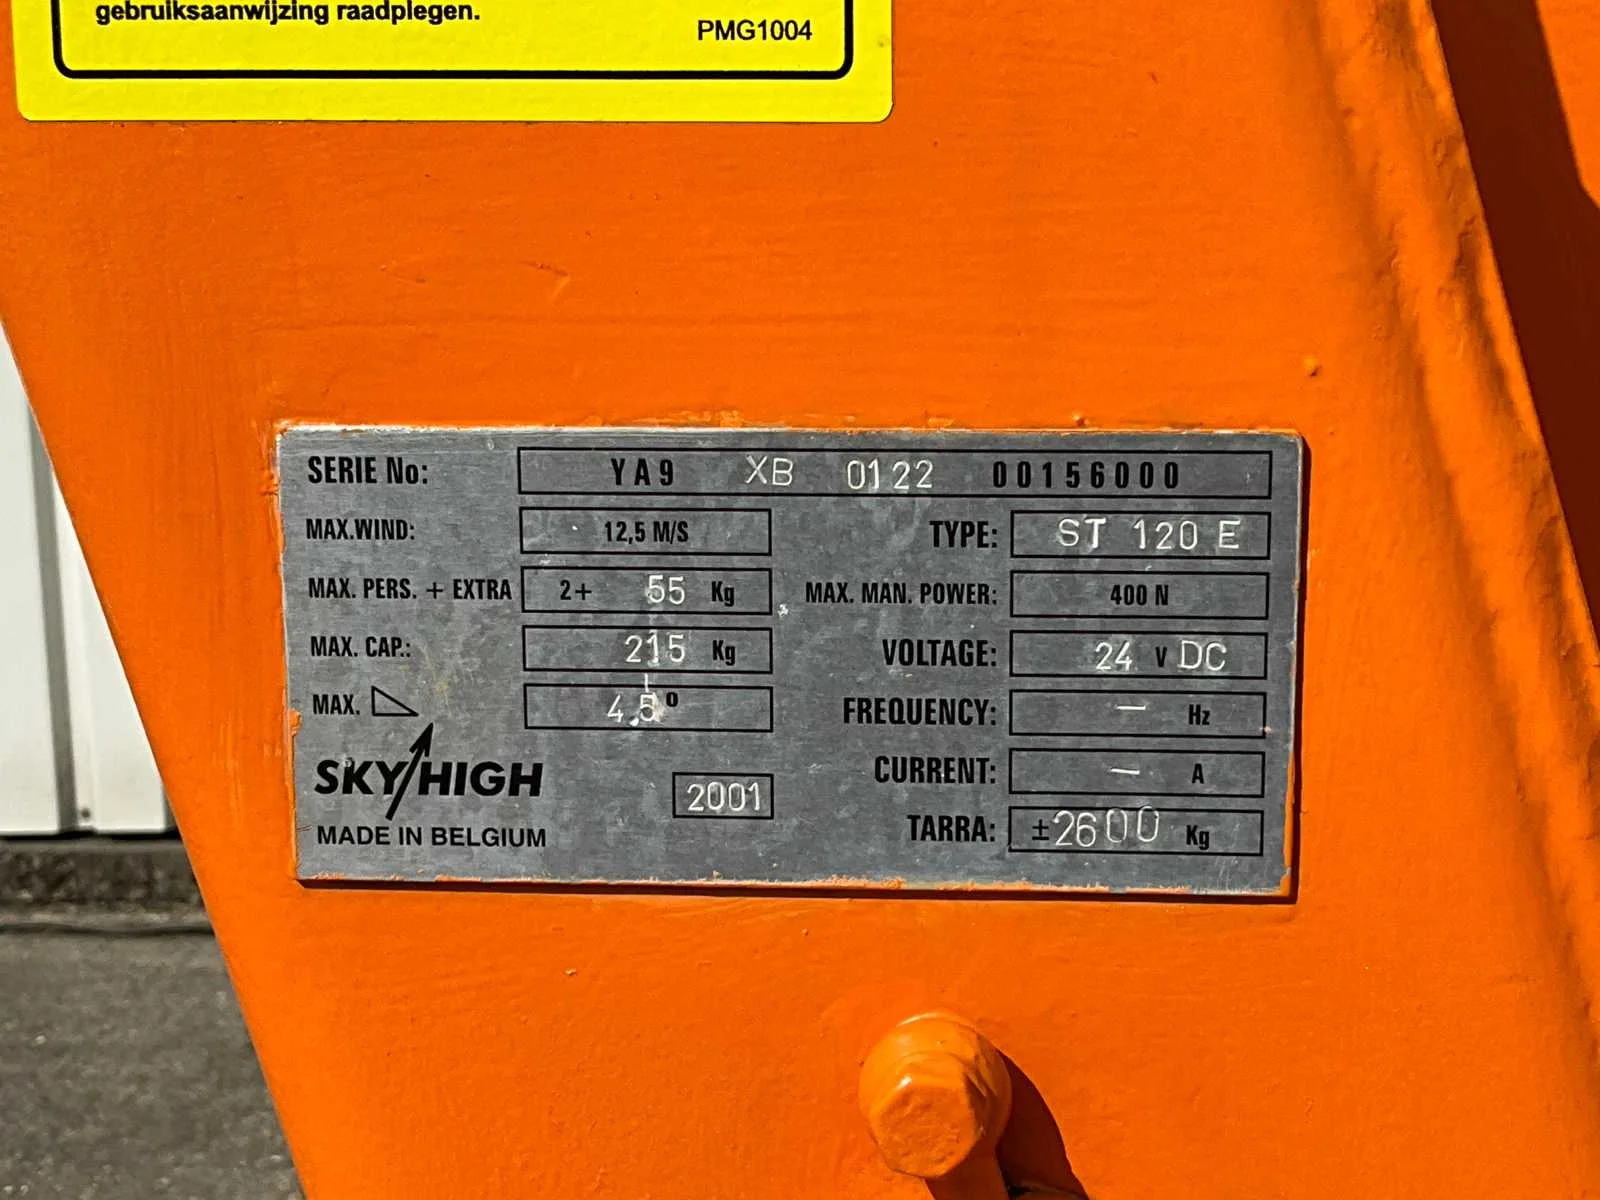 gebruiksaanwijzing raadplegen.
PMG1004
SERIE No: YA9 XB 0122 00156000
MAX.WIND: 12,5 M/S TYPE: ST 120 E
MAX. PERS. + EXTRA 2+ 55 Kg MAX. MAN. POWER: 400 N
MAX. CAP.: 215 Kg VOLTAGE: 24 V DC
MAX. 4.5° FREQUENCY: — Hz
SKY HIGH 2001 CURRENT: — A
MADE IN BELGIUM TARRA: ±2600 Kg